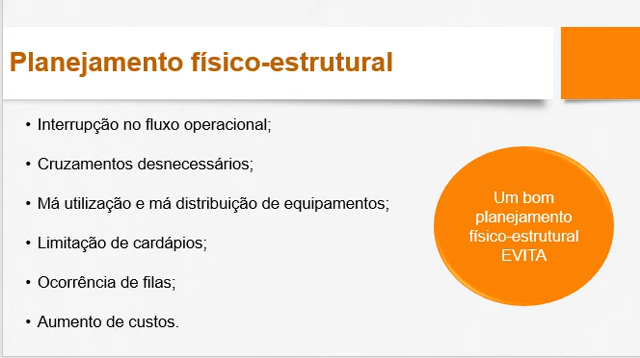 Planejamento físico-estrutural
• Interrupção no fluxo operacional;
• Cruzamentos desnecessários;
• Má utilização e má distribuição de equipamentos;
• Limitação de cardápios;
• Ocorrência de filas;
• Aumento de custos.
Um bom
planejamento
físico-estrutural
EVITA